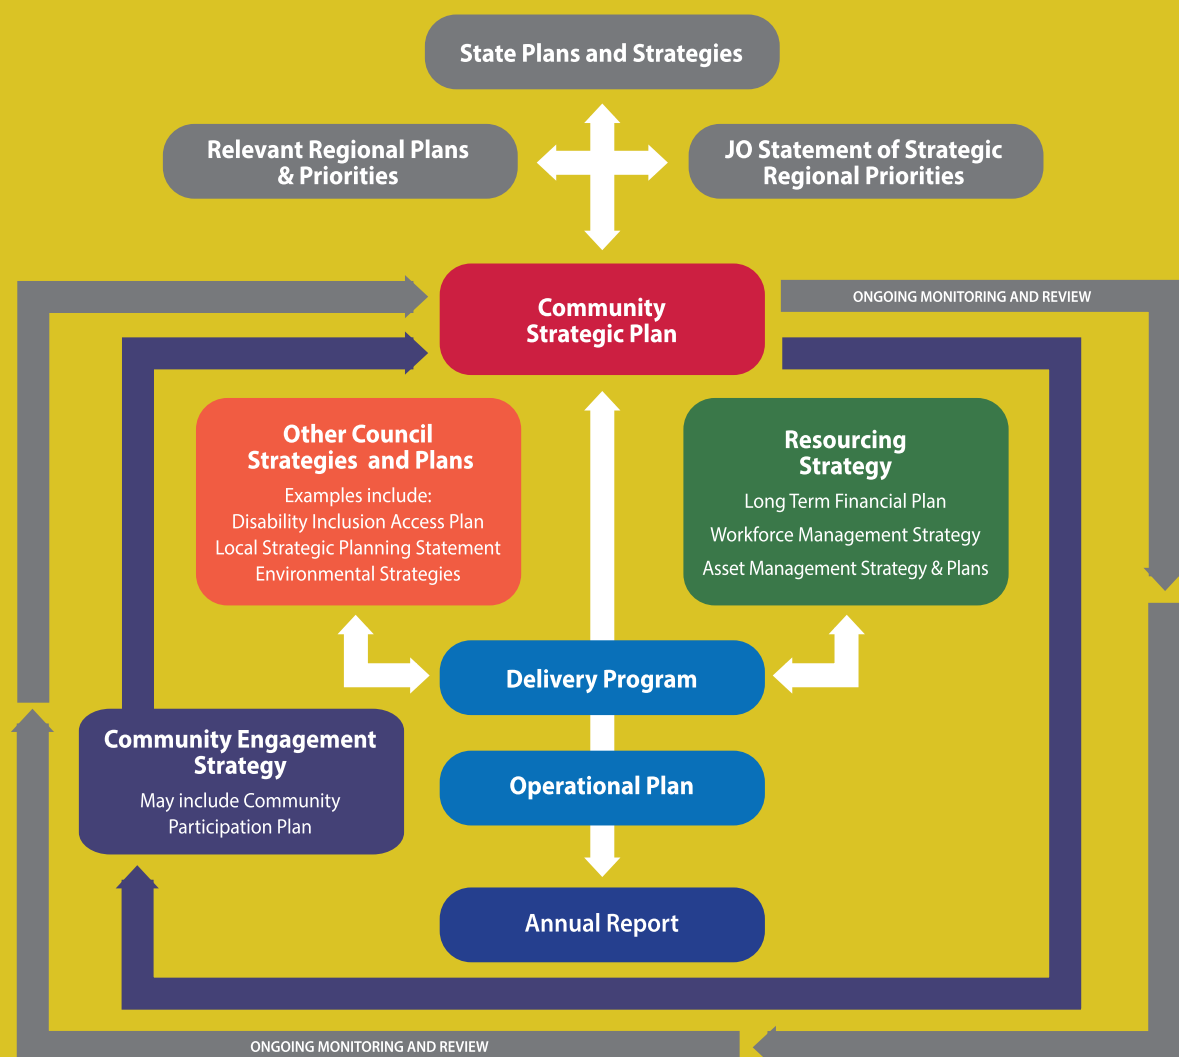 State Plans and Strategies
Relevant Regional Plans
& Priorities
JO Statement of Strategic
Regional Priorities
Community
Strategic Plan
ONGOING MONITORING AND REVIEW
Other Council
Strategies and Plans
Examples include:
Disability Inclusion Access Plan
Local Strategic Planning Statement
Environmental Strategies
Resourcing
Strategy
Long Term Financial Plan
Workforce Management Strategy
Asset Management Strategy & Plans
Delivery Program
Community Engagement
Strategy
May include Community
Participation Plan
Operational Plan
Annual Report
ONGOING MONITORING AND REVIEW